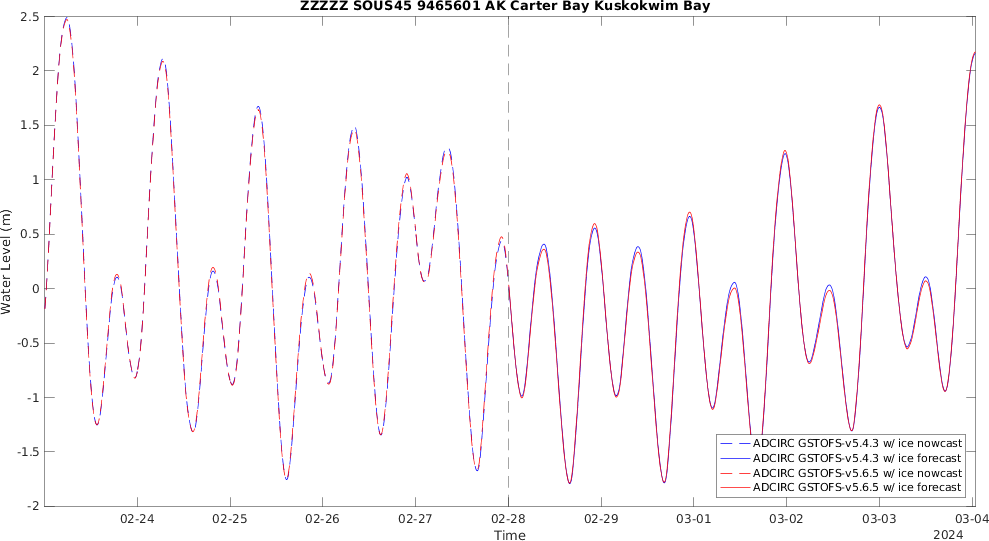 ZZZZZ SOUS45 9465601 AK Carter Bay Kuskokwim Bay
2.5
2
1.5
1
0.5
0
-0.5
-1
-1.5
-2
Water Level (m)
ADCIRC GSTOFS-v5.4.3 w/ ice nowcast
ADCIRC GSTOFS-v5.4.3 w/ ice forecast
ADCIRC GSTOFS-v5.6.5 w/ ice nowcast
ADCIRC GSTOFS-v5.6.5 w/ ice forecast
02-24 02-25 02-26 02-27 02-28 02-29 03-01 03-02 03-03 03-04
Time
2024